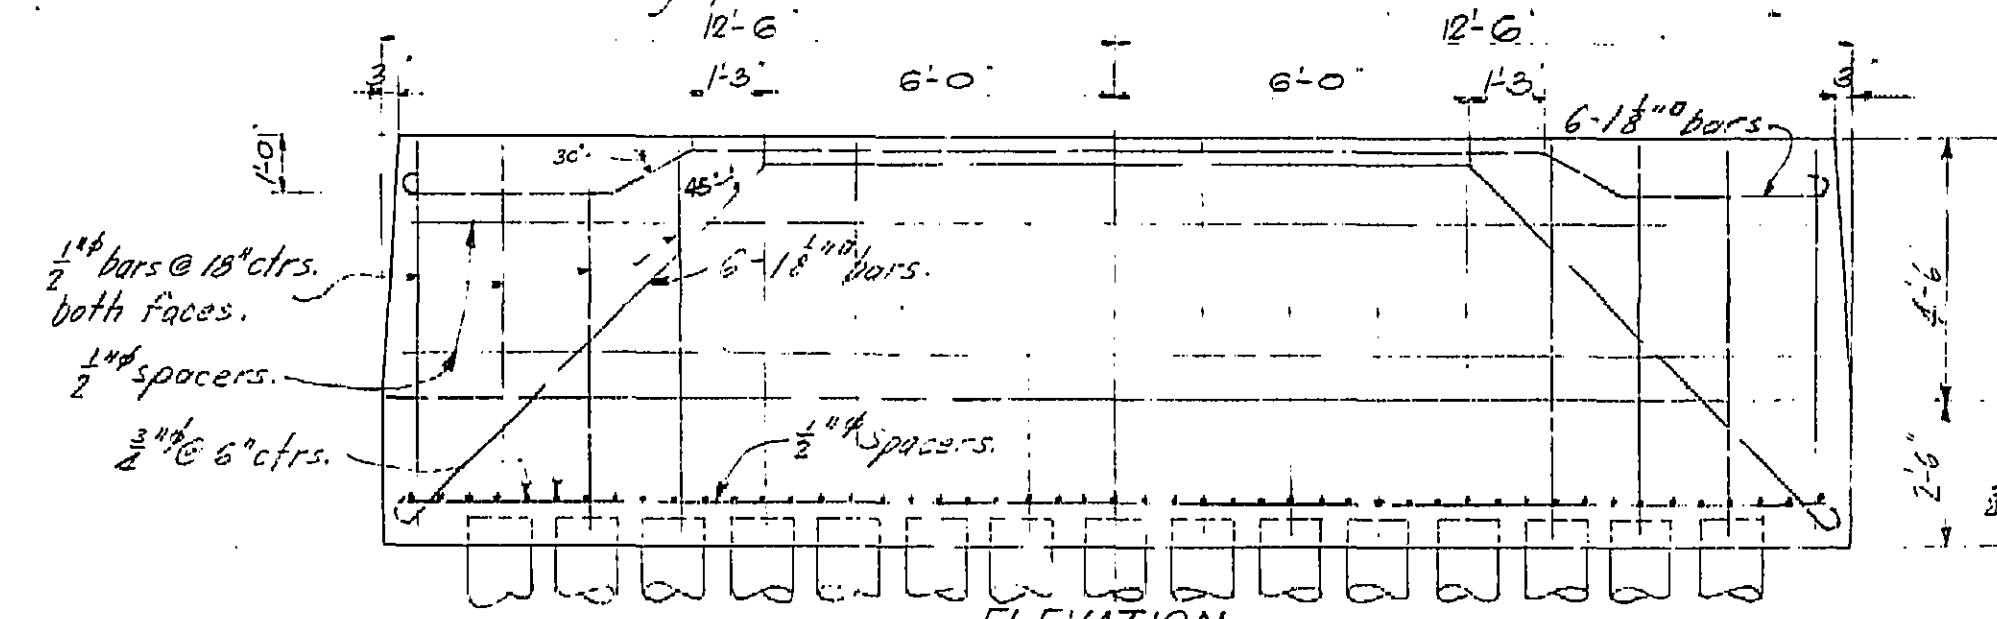 12'-6" 12'-6"
3" 1'-3" 6'-0" 6'-0" 1'-3" 3"
6-1⅛"□ bars
1'-0"
30°
45°
½"ϕ bars @ 18" ctrs.
both faces.
6-1⅛"□ bars.
4'-6
½"ϕ spacers.
¾"ϕ @ 6" ctrs.
½"ϕ spacers.
2'-6"
ELEVATION